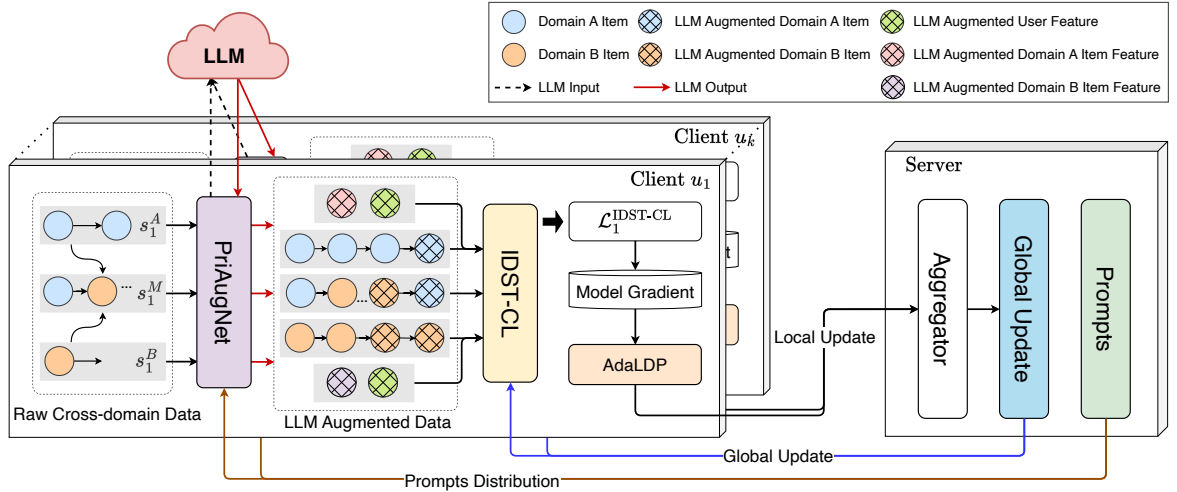 LLM
Domain A Item
LLM Augmented Domain A Item
LLM Augmented User Feature
Domain B Item
LLM Augmented Domain B Item
LLM Augmented Domain A Item Feature
LLM Input
LLM Output
LLM Augmented Domain B Item Feature
Client u_k
Client u_1
Server
s_1^A
... s_1^M
s_1^B
PriAugNet
...
IDST-CL
L_1^IDST-CL
Model Gradient
AdaLDP
t
Raw Cross-domain Data
LLM Augmented Data
Local Update
Aggregator
Global Update
Prompts
Global Update
Prompts Distribution